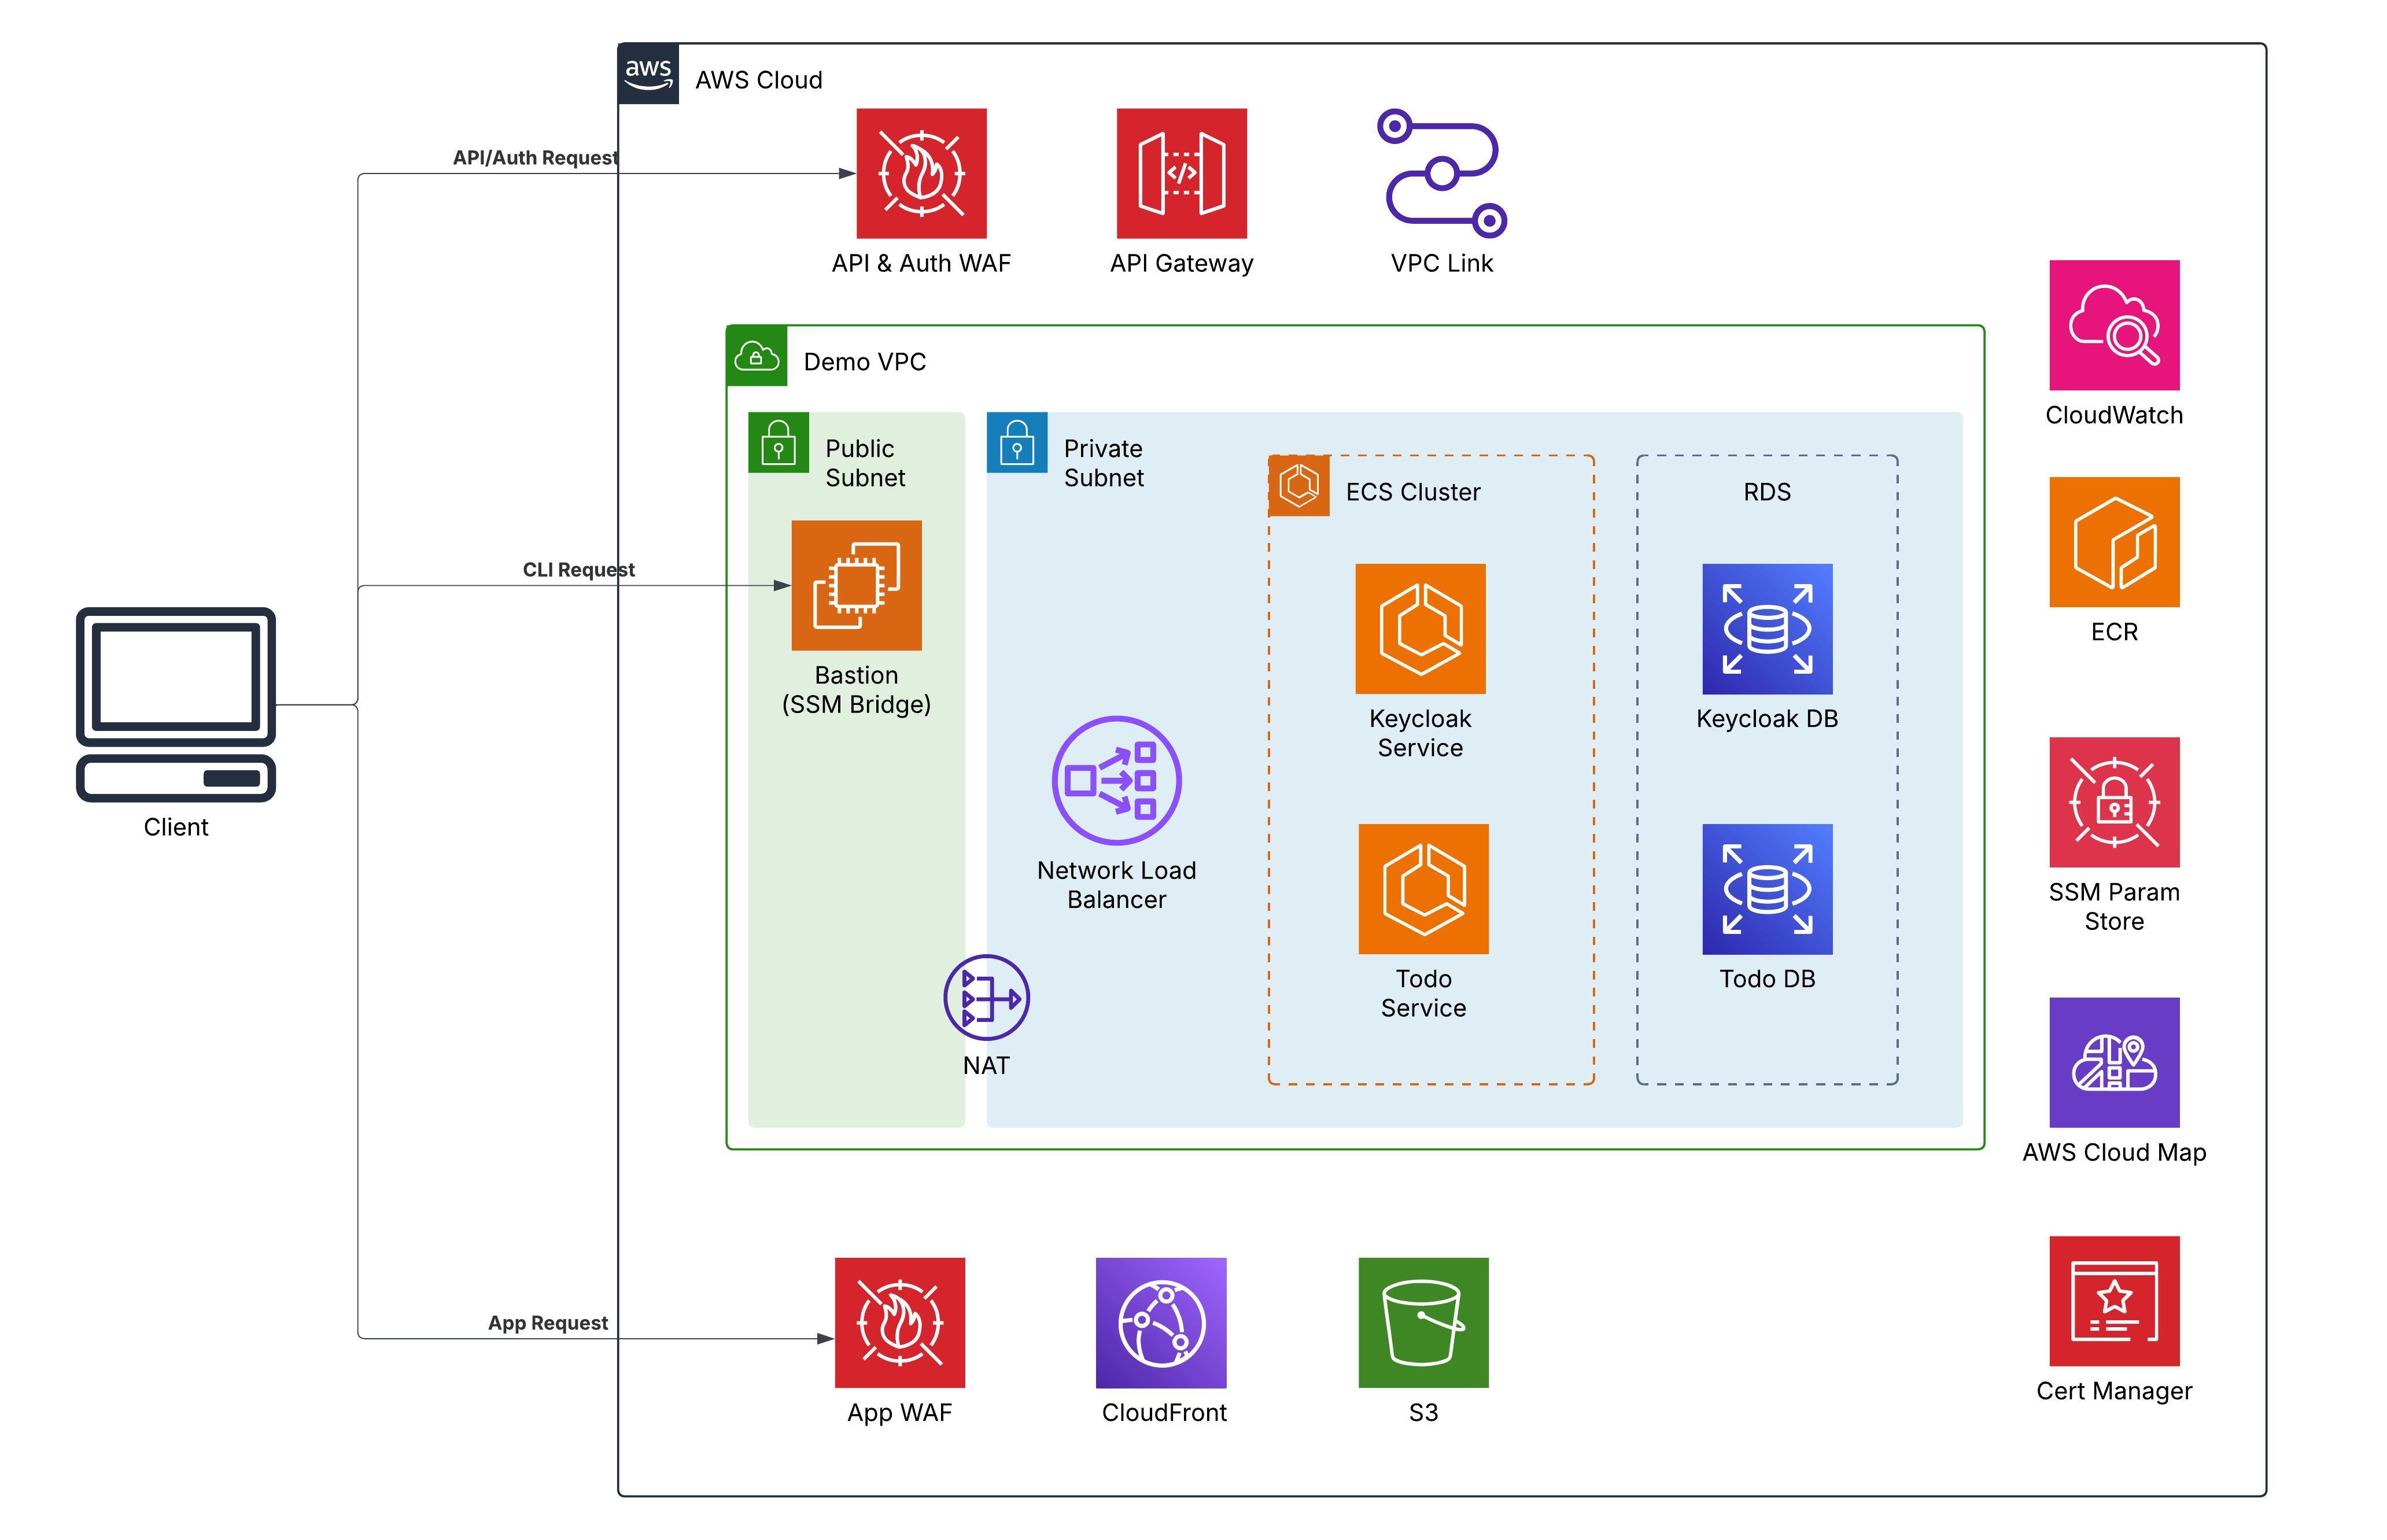 aws
AWS Cloud
API/Auth Request
API & Auth WAF
API Gateway
VPC Link
Demo VPC
CloudWatch
Public
Subnet
Private
Subnet
ECS Cluster
RDS
CLI Request
Bastion
(SSM Bridge)
Keycloak
Service
Keycloak DB
ECR
Client
Network Load
Balancer
SSM Param
Store
Todo
Service
Todo DB
NAT
AWS Cloud Map
App Request
App WAF
CloudFront
S3
Cert Manager